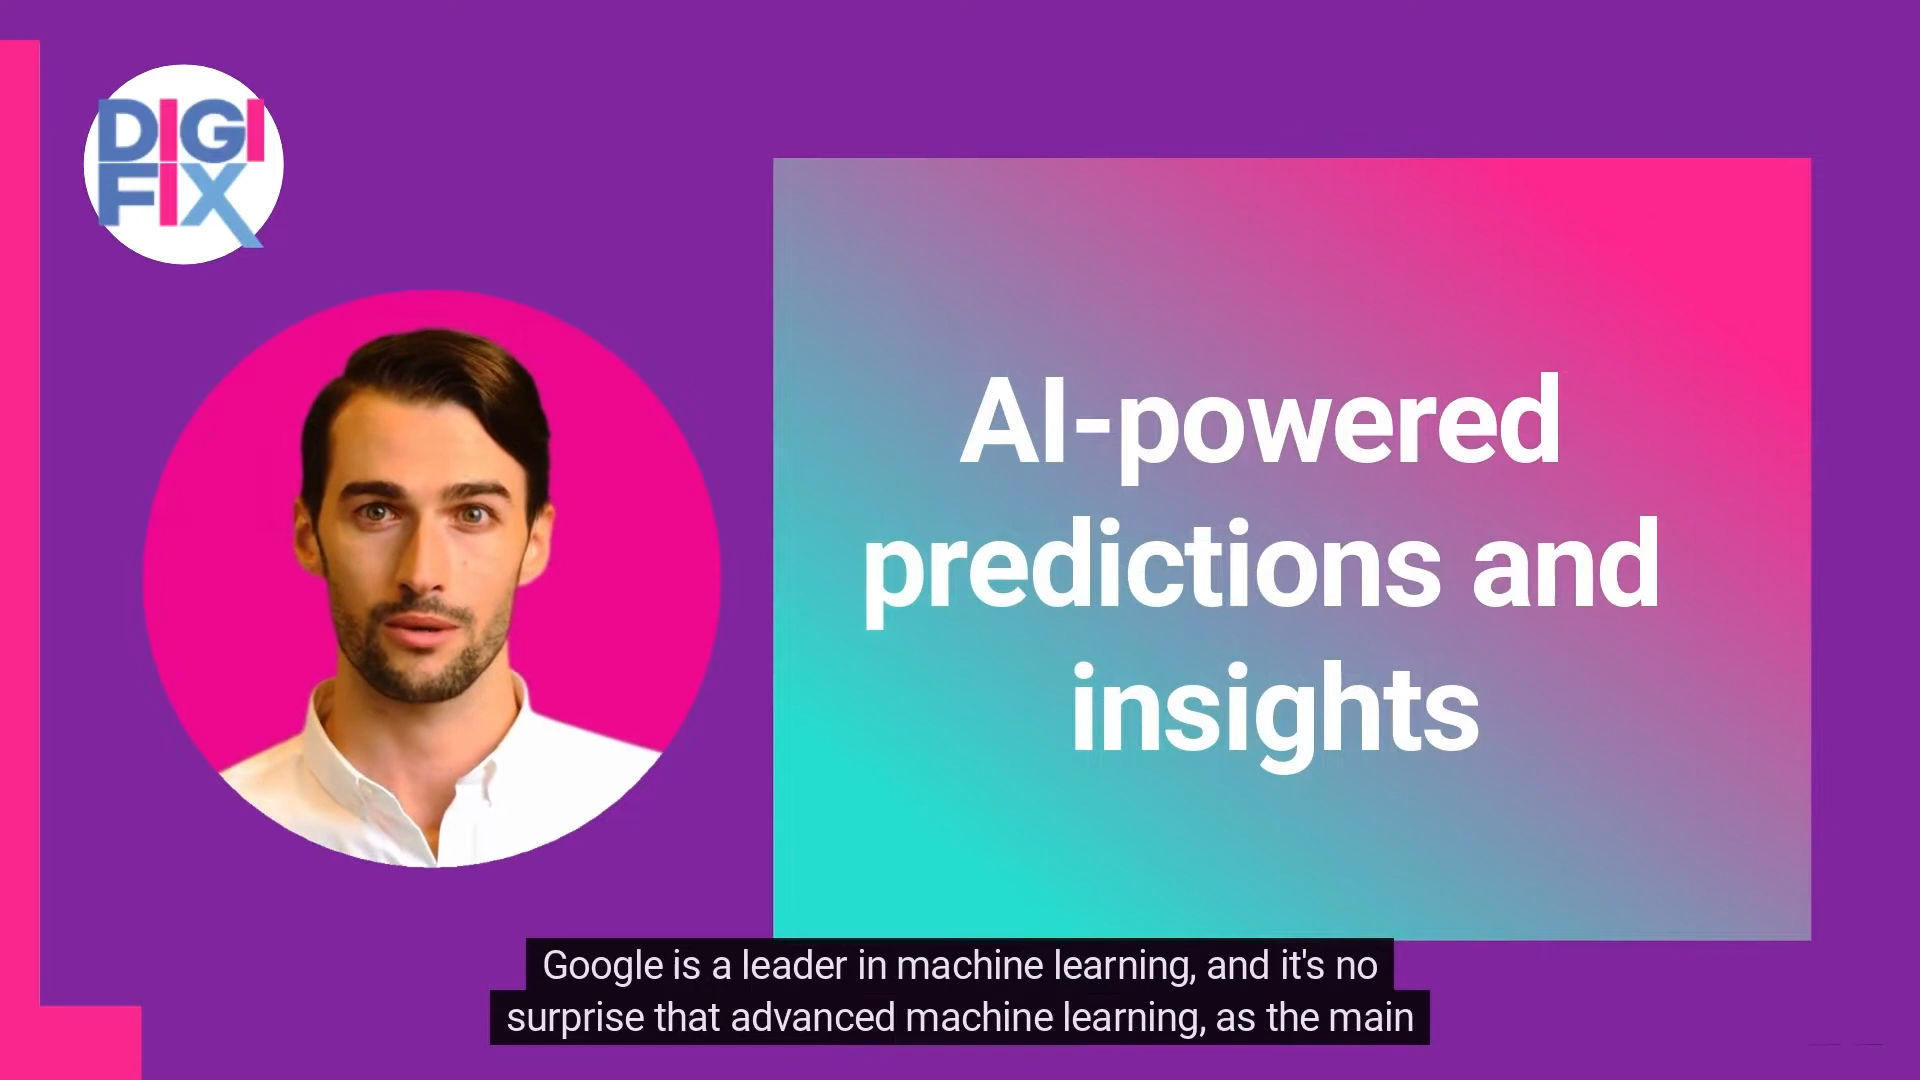 DIGI
FIX
AI-powered
predictions and
insights
Google is a leader in machine learning, and it's no
surprise that advanced machine learning, as the main